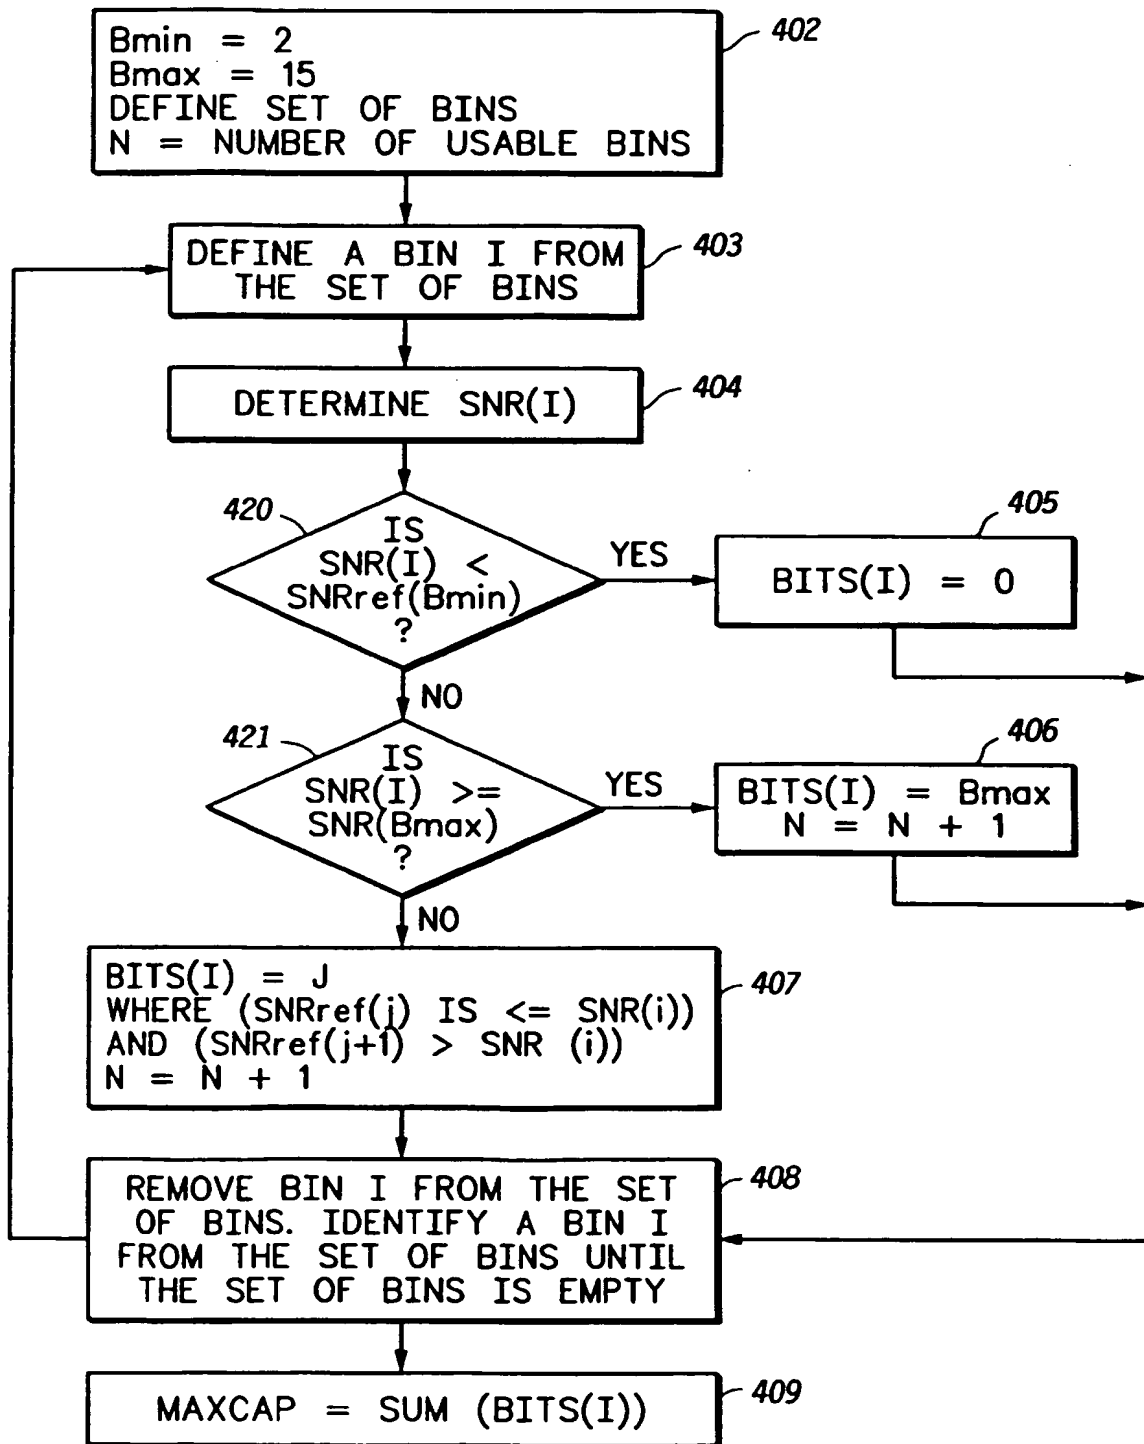 Bmin = 2
Bmax = 15
DEFINE SET OF BINS
N = NUMBER OF USABLE BINS
402
DEFINE A BIN I FROM
THE SET OF BINS
403
DETERMINE SNR(I)
404
420
IS
SNR(I) <
SNRref(Bmin)
?
YES
405
BITS(I) = 0
NO
421
IS
SNR(I) >=
SNR(Bmax)
?
YES
406
BITS(I) = Bmax
N = N + 1
NO
BITS(I) = J
WHERE (SNRref(j) IS <= SNR(i))
AND (SNRref(j+1) > SNR (i))
N = N + 1
407
REMOVE BIN I FROM THE SET
OF BINS. IDENTIFY A BIN I
FROM THE SET OF BINS UNTIL
THE SET OF BINS IS EMPTY
408
MAXCAP = SUM (BITS(I))
409